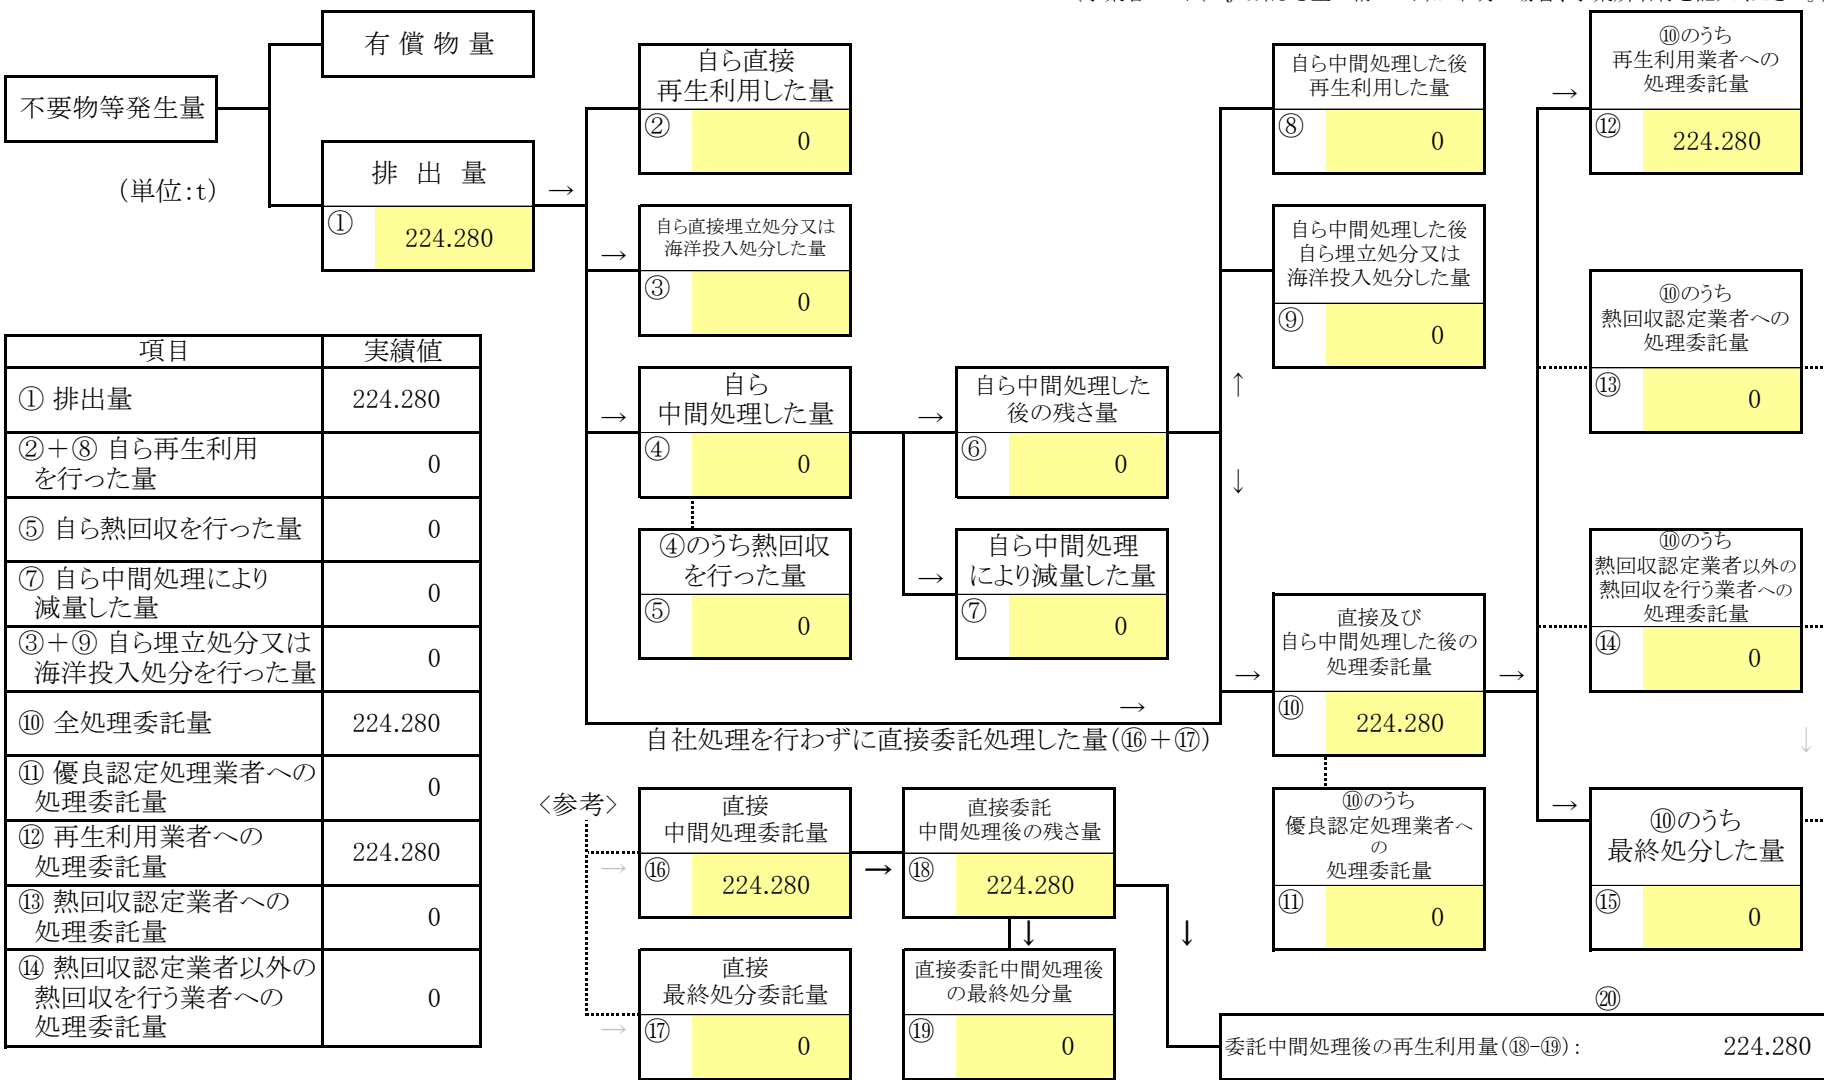 有 償 物 量
不要物等発生量
(単位:t)
排 出 量
→
①
224.280
自ら直接
再生利用した量
②
0
→
自ら直接埋立処分又は
海洋投入処分した量
③
0
→
自ら
中間処理した量
④
0
④のうち熱回収
を行った量
⑤
0
→
自ら中間処理した
後の残さ量
⑥
0
→
自ら中間処理
により減量した量
⑦
0
↑
↓
自ら中間処理した後
再生利用した量
⑧
0
自ら中間処理した後
自ら埋立処分又は
海洋投入処分した量
⑨
0
→
自社処理を行わずに直接委託処理した量(⑯+⑰)
→
直接及び
自ら中間処理した後の
処理委託量
⑩
224.280
→
⑩のうち
優良認定処理業者へ
の
処理委託量
⑪
0
→
⑩のうち
再生利用業者への
処理委託量
⑫
224.280
⑩のうち
熱回収認定業者への
処理委託量
⑬
0
⑩のうち
熱回収認定業者以外の
熱回収を行う業者への
処理委託量
⑭
0
↓
→
⑩のうち
最終処分した量
⑮
0
項目 実績値
① 排出量 224.280
②+⑧ 自ら再生利用
を行った量 0
⑤ 自ら熱回収を行った量 0
⑦ 自ら中間処理により
減量した量 0
③+⑨ 自ら埋立処分又は
海洋投入処分を行った量 0
⑩ 全処理委託量 224.280
⑪ 優良認定処理業者への
処理委託量 0
⑫ 再生利用業者への
処理委託量 224.280
⑬ 熱回収認定業者への
処理委託量 0
⑭ 熱回収認定業者以外の
熱回収を行う業者への
処理委託量 0
<参考>
→
直接
中間処理委託量
⑯
224.280
→
直接委託
中間処理後の残さ量
⑱
224.280
↓
↓
→
直接
最終処分委託量
⑰
0
直接委託中間処理後
の最終処分量
⑲
0
⑳
委託中間処理後の再生利用量(⑱-⑲): 224.280